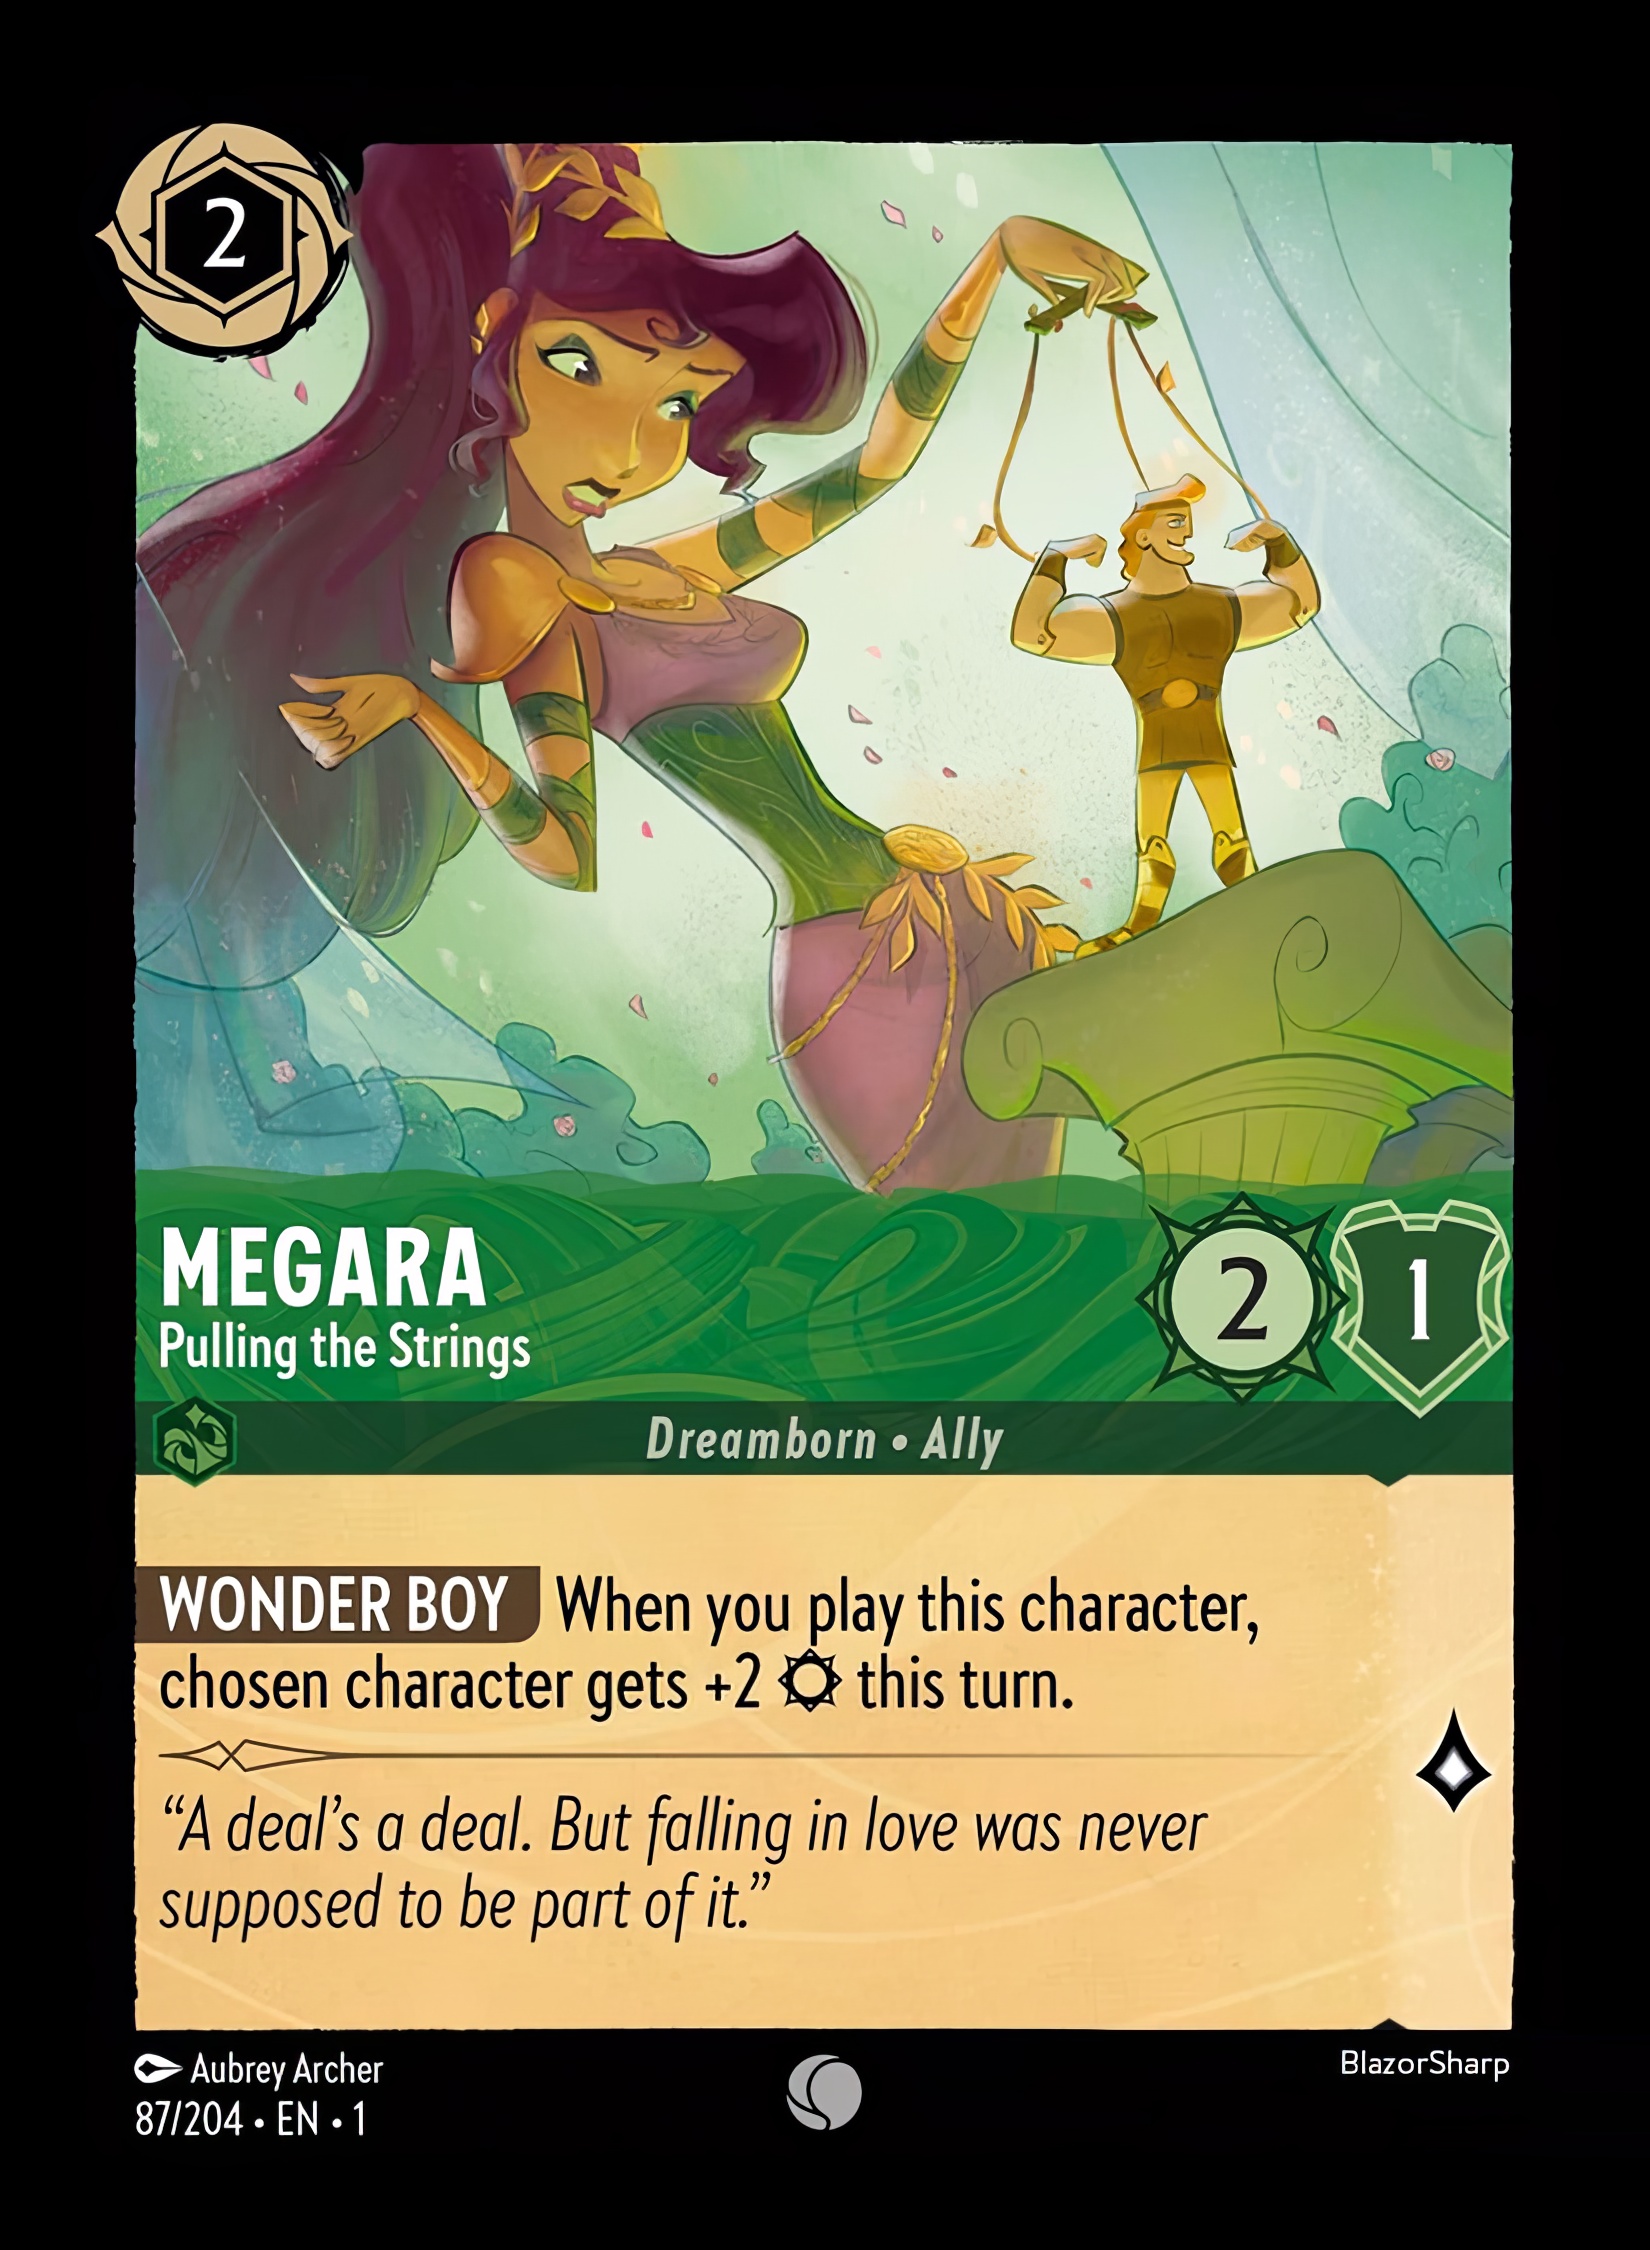 2
MEGARA
Pulling the Strings
2 1
Dreamborn • Ally
WONDER BOY When you play this character,
chosen character gets +2 this turn.
“A deal’s a deal. But falling in love was never
supposed to be part of it.”
Aubrey Archer
87/204 • EN • 1
BlazorSharp